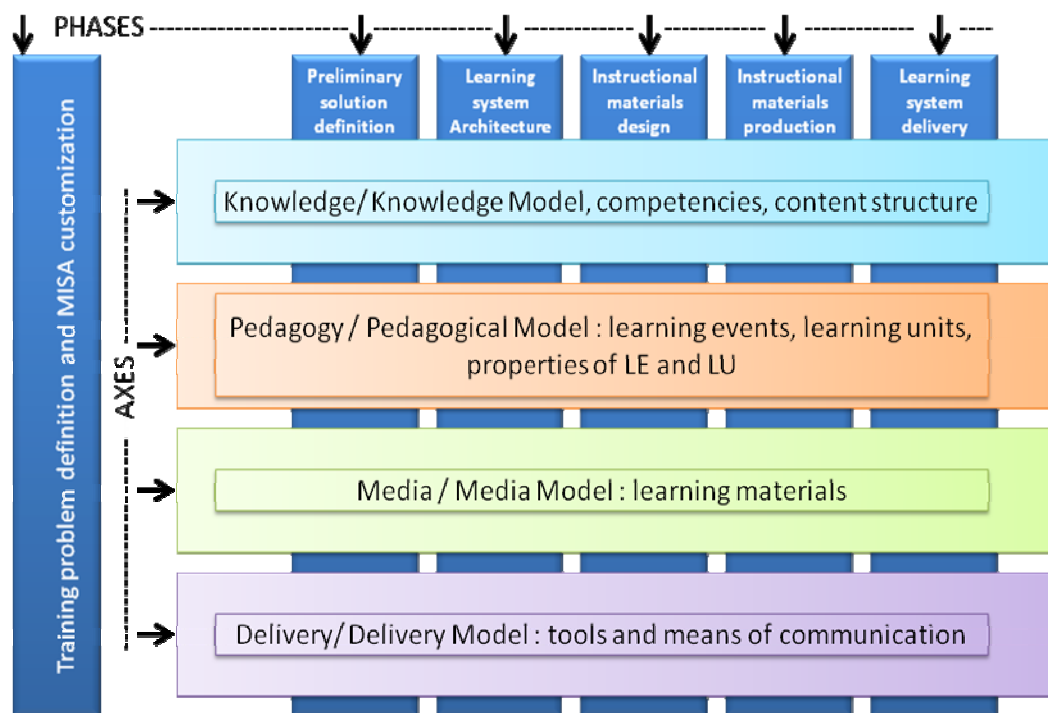 PHASES
Training problem definition and MISA customization
Preliminary
solution
definition
Learning
system
Architecture
Instructional
materials
design
Instructional
materials
production
Learning
system
delivery
AXES
Knowledge/ Knowledge Model, competencies, content structure
Pedagogy / Pedagogical Model : learning events, learning units,
properties of LE and LU
Media / Media Model : learning materials
Delivery/ Delivery Model : tools and means of communication